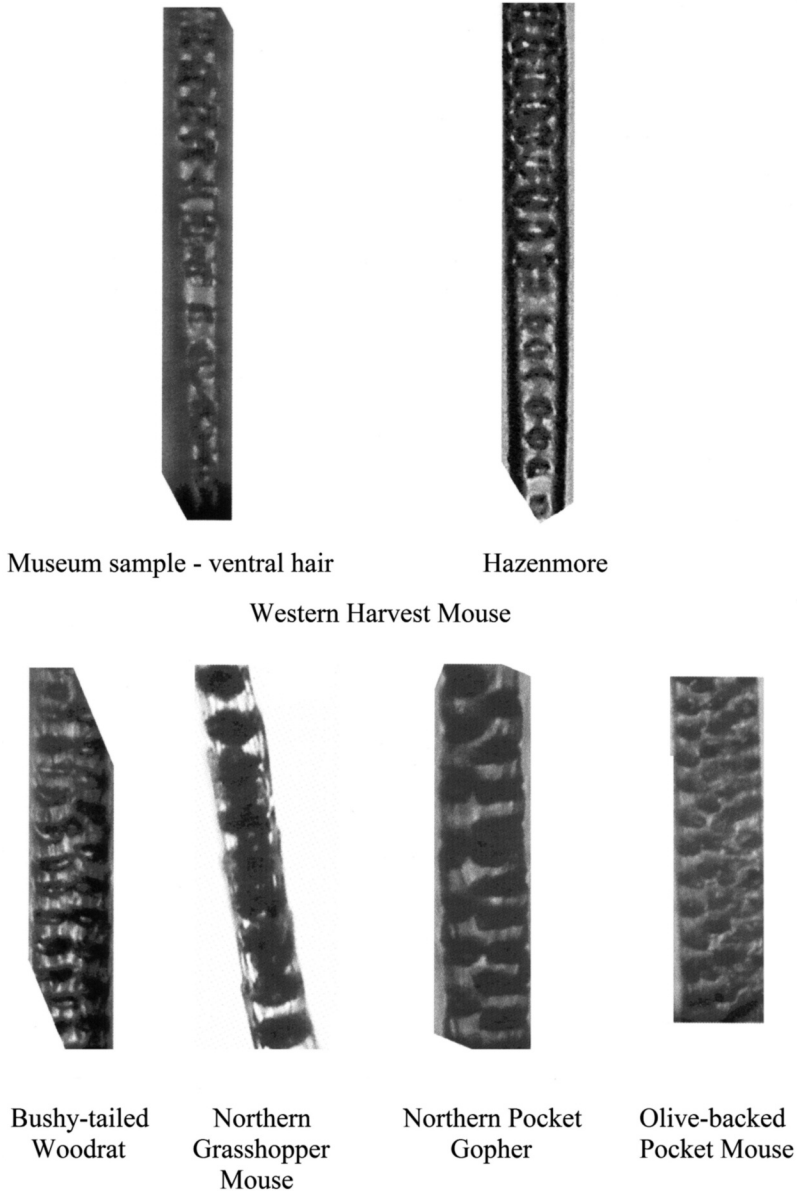 Museum sample - ventral hair
Hazenmore
Western Harvest Mouse
Bushy-tailed
Woodrat
Northern
Grasshopper
Mouse
Northern Pocket
Gopher
Olive-backed
Pocket Mouse